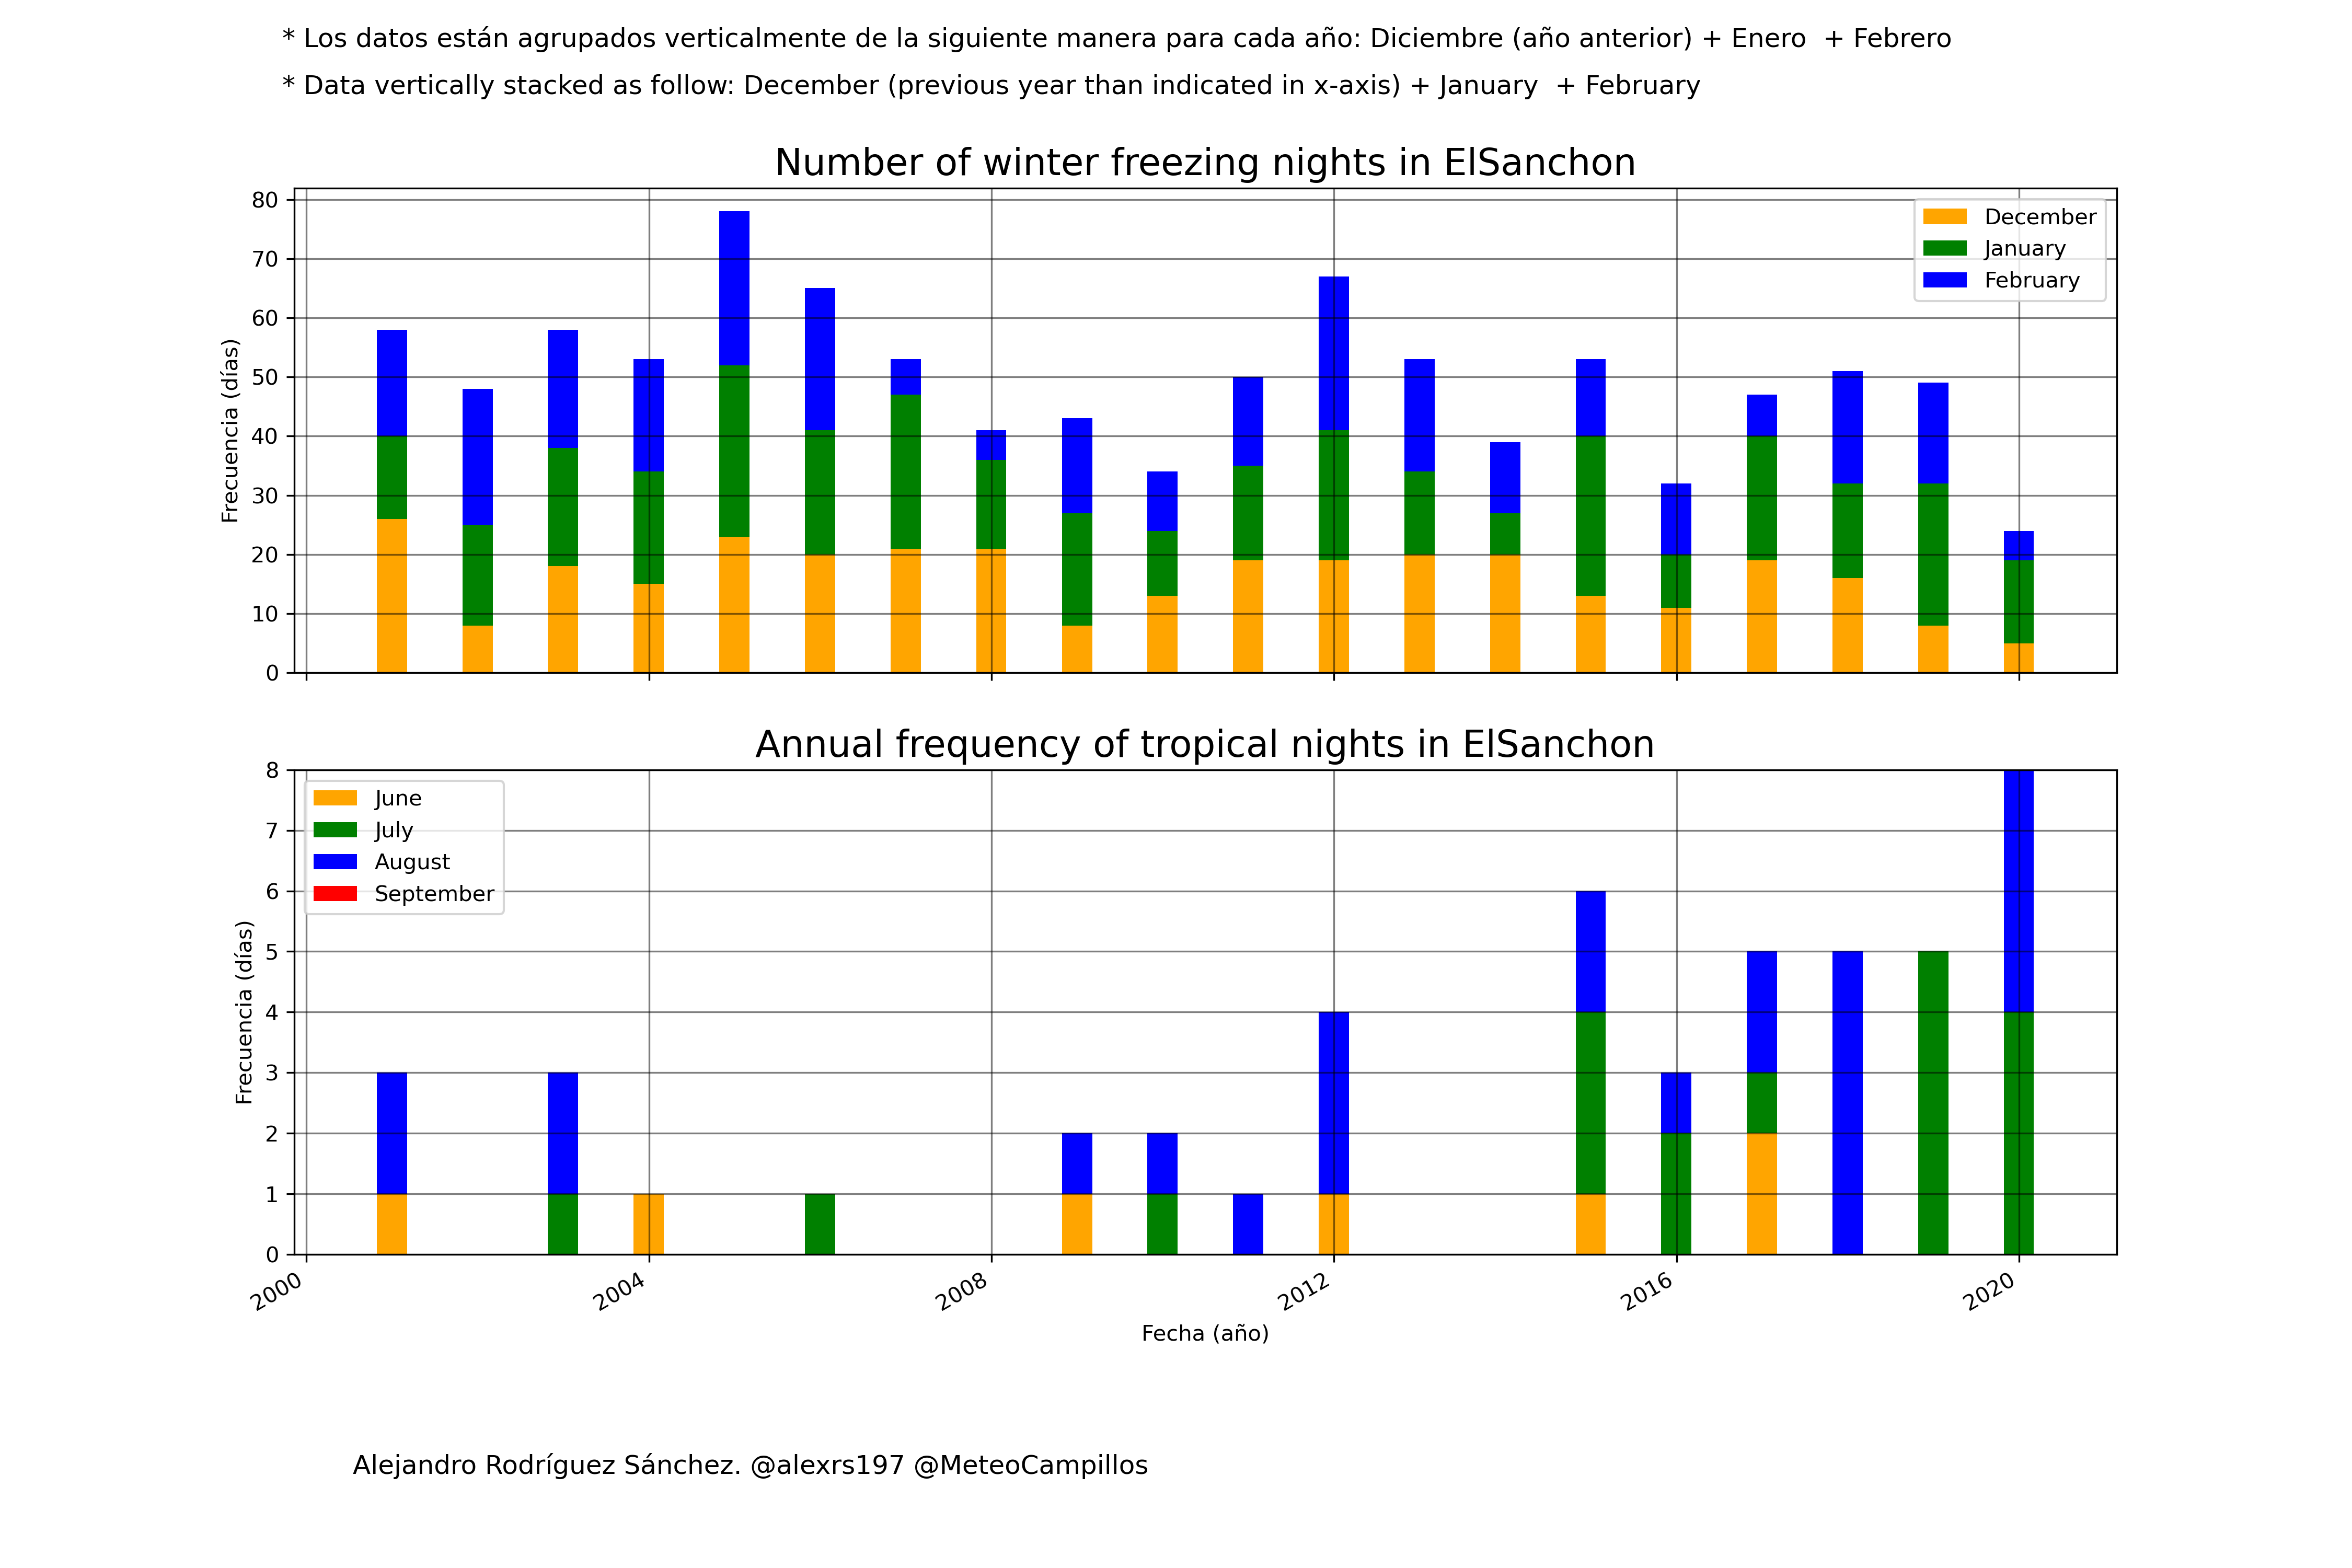 * Los datos están agrupados verticalmente de la siguiente manera para cada año: Diciembre (año anterior) + Enero  + Febrero
* Data vertically stacked as follow: December (previous year than indicated in x-axis) + January  + February
Number of winter freezing nights in ElSanchon
80
70
60
50
40
30
20
10
0
Frecuencia (días)
December
January
February
Annual frequency of tropical nights in ElSanchon
8
7
6
5
4
3
2
1
0
Frecuencia (días)
June
July
August
September
2000
2004
2008
2012
2016
2020
Fecha (año)
Alejandro Rodríguez Sánchez. @alexrs197 @MeteoCampillos